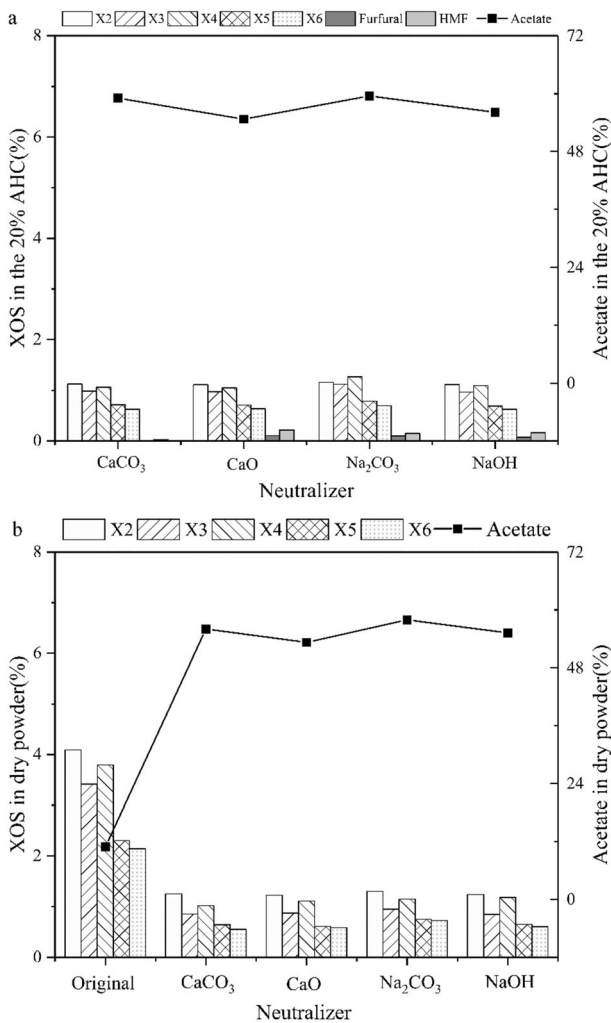 a
X2 X3 X4 X5 X6 Furfural HMF Acetate
XOS in the 20% AHC(%)
8
6
4
2
0
Acetate in the 20% AHC(%)
72
48
24
0
CaCO₃ CaO Na₂CO₃ NaOH
Neutralizer
b
X2 X3 X4 X5 X6 Acetate
XOS in dry powder(%)
8
6
4
2
0
Acetate in dry powder(%)
72
48
24
0
Original CaCO₃ CaO Na₂CO₃ NaOH
Neutralizer